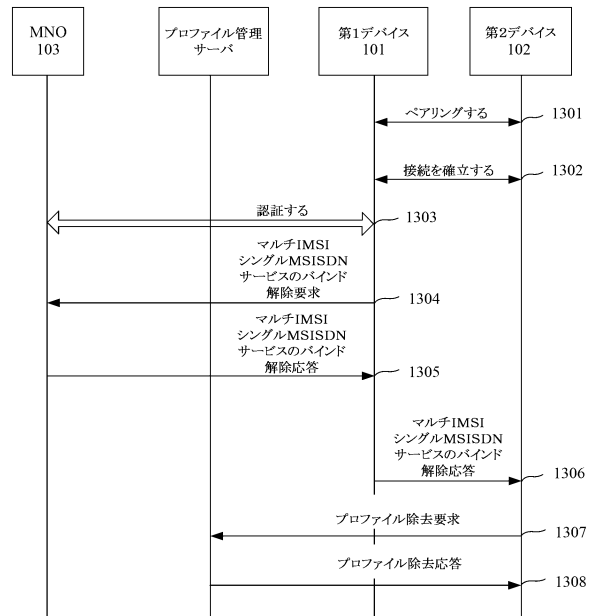 MNO
103
プロファイル管理
サーバ
第1デバイス
101
第2デバイス
102
ペアリングする
1301
接続を確立する
1302
認証する
1303
マルチIMSI
シングルMSISDN
サービスのバインド
解除要求
1304
マルチIMSI
シングルMSISDN
サービスのバインド
解除応答
1305
マルチIMSI
シングルMSISDN
サービスのバインド
解除応答
1306
プロファイル除去要求
1307
プロファイル除去応答
1308